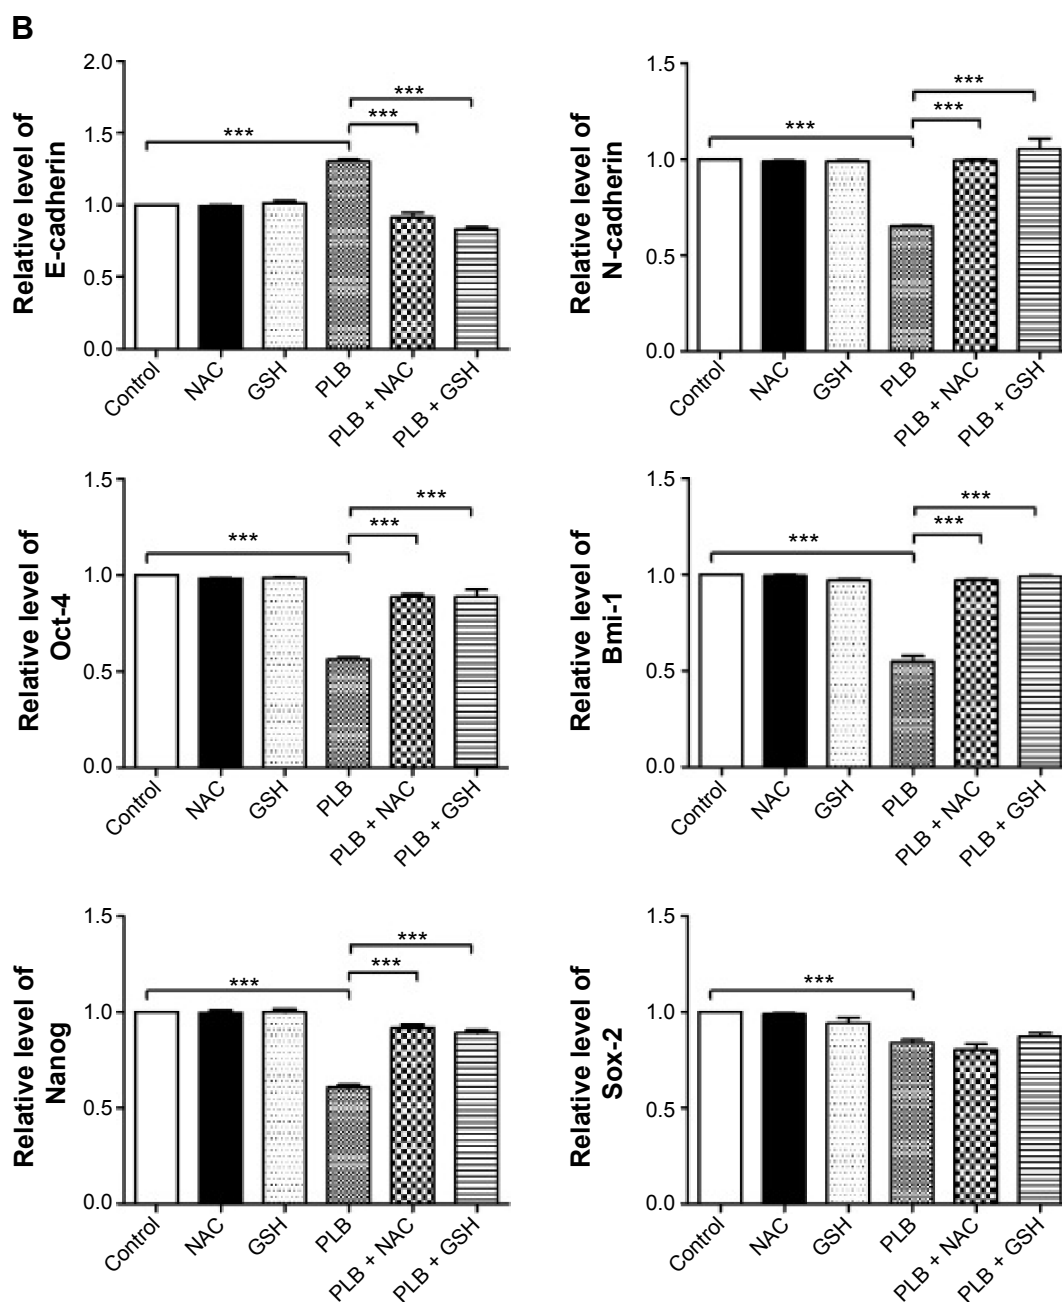 B
Relative level of
E-cadherin
2.0
1.5
1.0
0.5
0.0
***
***
***
Control
NAC
GSH
PLB
PLB + NAC
PLB + GSH
Relative level of
N-cadherin
1.5
1.0
0.5
0.0
***
***
***
Control
NAC
GSH
PLB
PLB + NAC
PLB + GSH
Relative level of
Oct-4
1.5
1.0
0.5
0.0
***
***
***
Control
NAC
GSH
PLB
PLB + NAC
PLB + GSH
Relative level of
Bmi-1
1.5
1.0
0.5
0.0
***
***
***
Control
NAC
GSH
PLB
PLB + NAC
PLB + GSH
Relative level of
Nanog
1.5
1.0
0.5
0.0
***
***
***
Control
NAC
GSH
PLB
PLB + NAC
PLB + GSH
Relative level of
Sox-2
1.5
1.0
0.5
0.0
***
Control
NAC
GSH
PLB
PLB + NAC
PLB + GSH